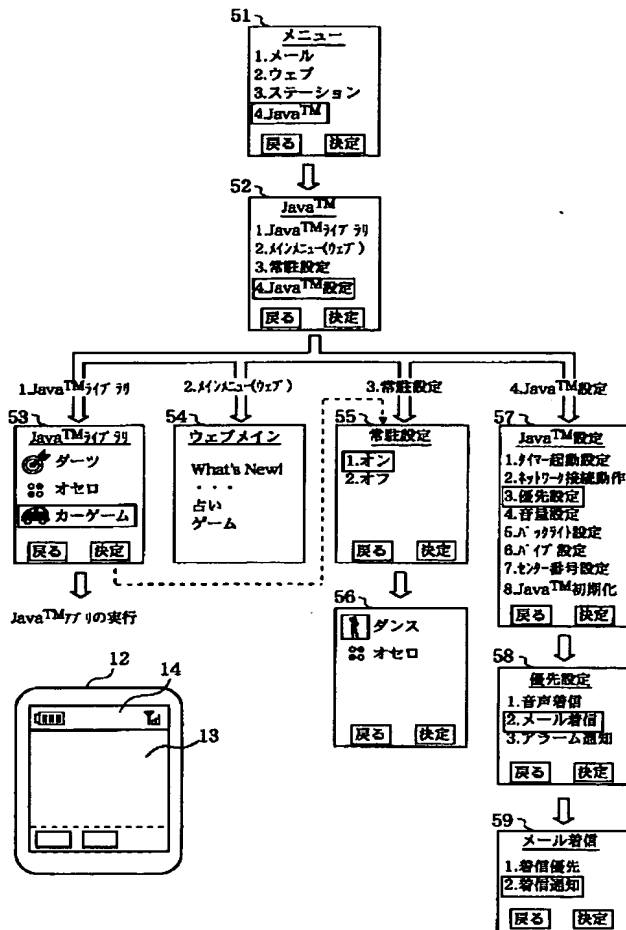 51
メニュー
1.メール
2.ウェブ
3.ステーション
4.Java™
戻る 決定
52
Java™
1.Java™ライブラリ
2.メインメニュー(ウェブ)
3.常駐設定
4.Java™設定
戻る 決定
1.Java™ライブラリ 2.メインメニュー(ウェブ) 3.常駐設定 4.Java™設定
53
Java™ライブラリ
ダーツ
オセロ
カーゲーム
戻る 決定
Java™アプリの実行
54
ウェブメイン
What's New!
・・・
占い
ゲーム
55
常駐設定
1.オン
2.オフ
戻る 決定
56
ダンス
オセロ
戻る 決定
57
Java™設定
1.タイマー起動設定
2.ネットワーク接続動作
3.優先設定
4.音量設定
5.バックライト設定
6.バイブ設定
7.センター番号設定
8.Java™初期化
戻る 決定
58
優先設定
1.音声着信
2.メール着信
3.アラーム通知
戻る 決定
59
メール着信
1.着信優先
2.着信通知
戻る 決定
12
14
13